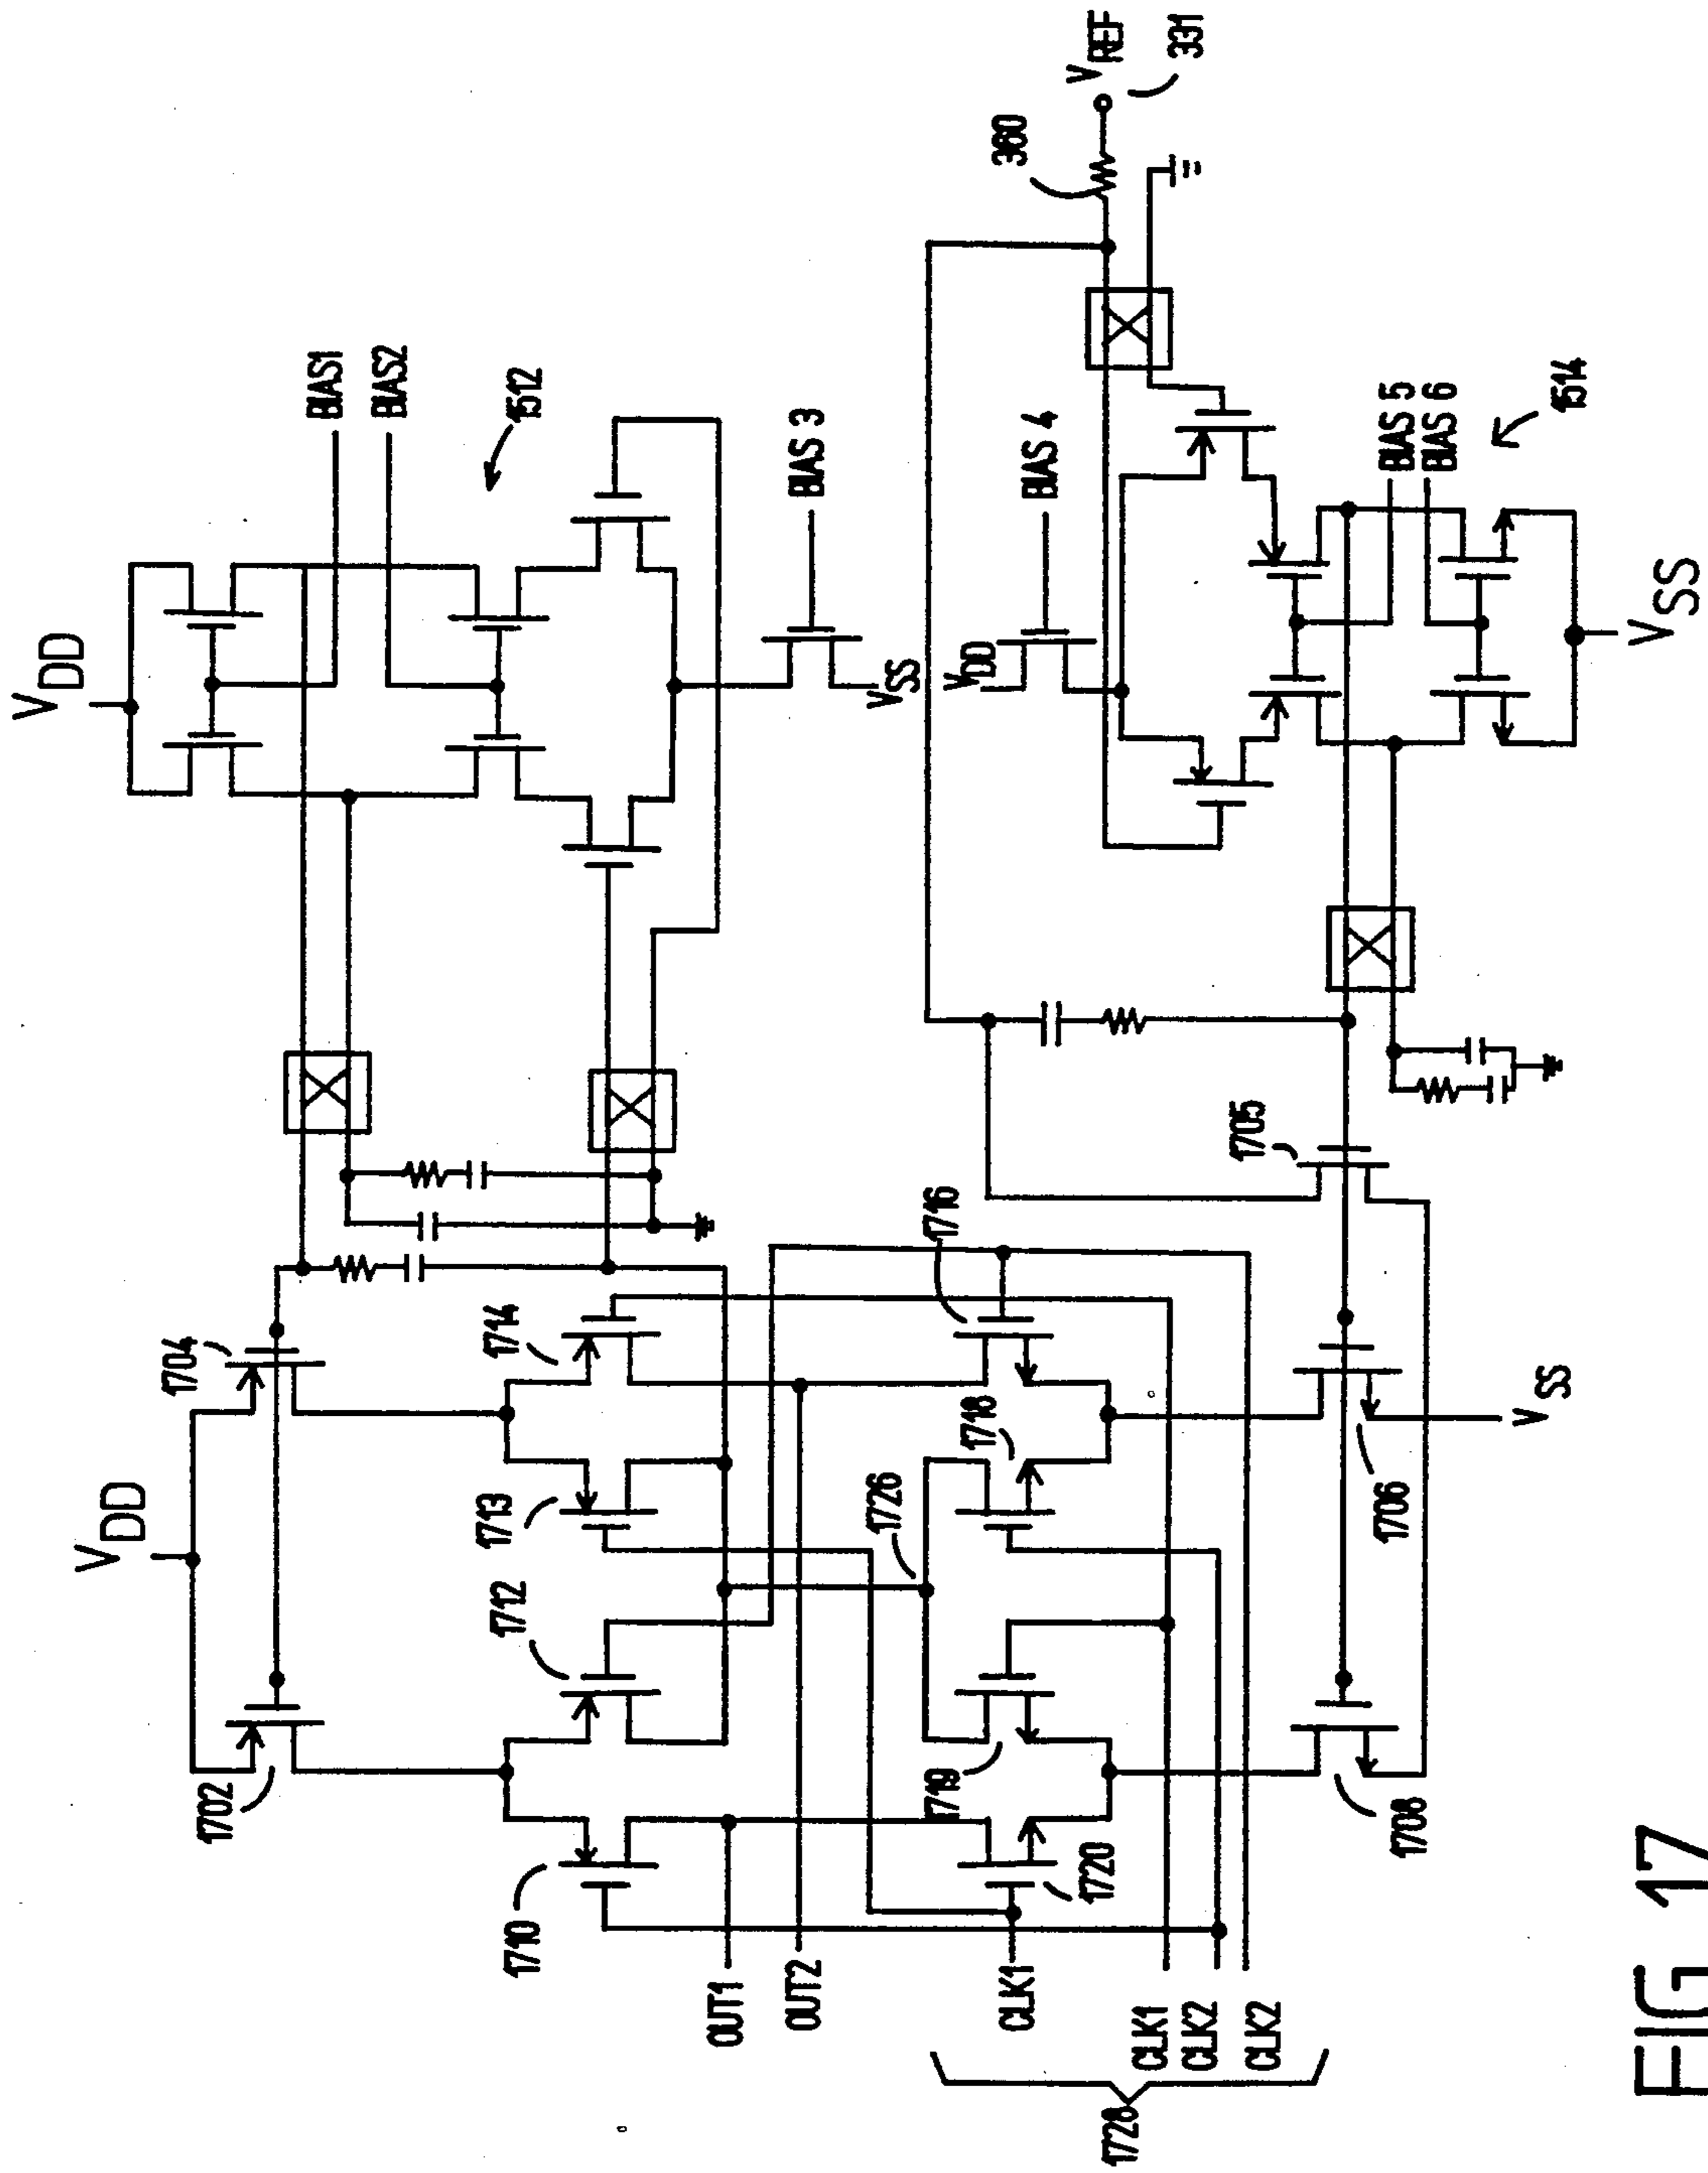 VDD
BIAS1
BIAS2
1512
BIAS 3
VSS
VDD
1702
1704
1710
1712
1713
1714
OUT1
OUT2
1716
1718
1719
1720
1726
CLK1
CLK1
CLK2
CLK2
1728
1705
1706
1708
VSS
VREF
331
360
VDD
BIAS 4
BIAS 5
BIAS 6
1514
VSS
FIG 17